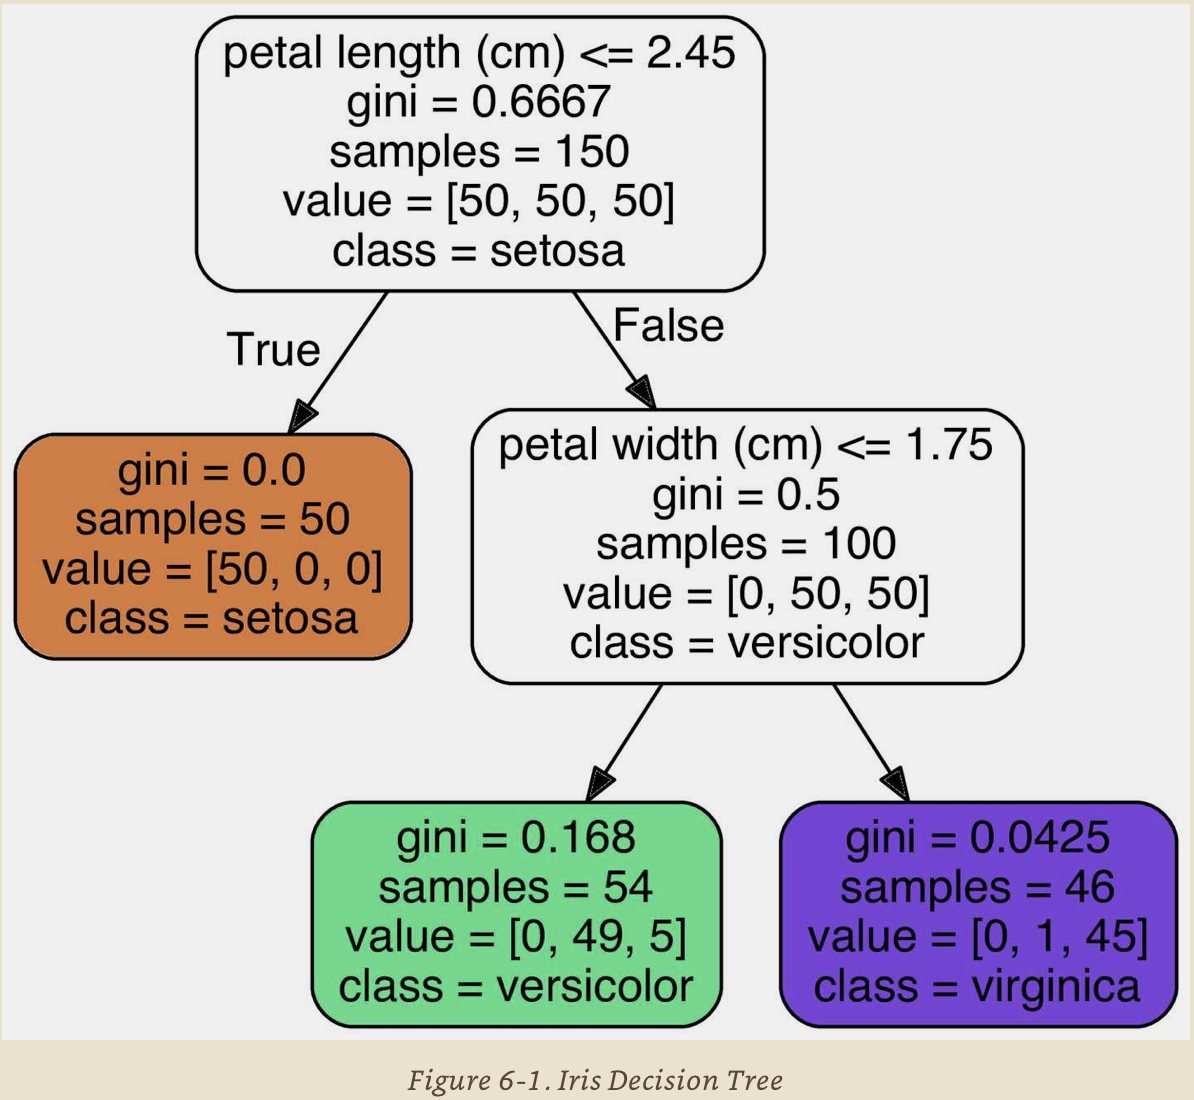 petal length (cm) <= 2.45
gini = 0.6667
samples = 150
value = [50, 50, 50]
class = setosa
True
False
gini = 0.0
samples = 50
value = [50, 0, 0]
class = setosa
petal width (cm) <= 1.75
gini = 0.5
samples = 100
value = [0, 50, 50]
class = versicolor
gini = 0.168
samples = 54
value = [0, 49, 5]
class = versicolor
gini = 0.0425
samples = 46
value = [0, 1, 45]
class = virginica
Figure 6-1. Iris Decision Tree